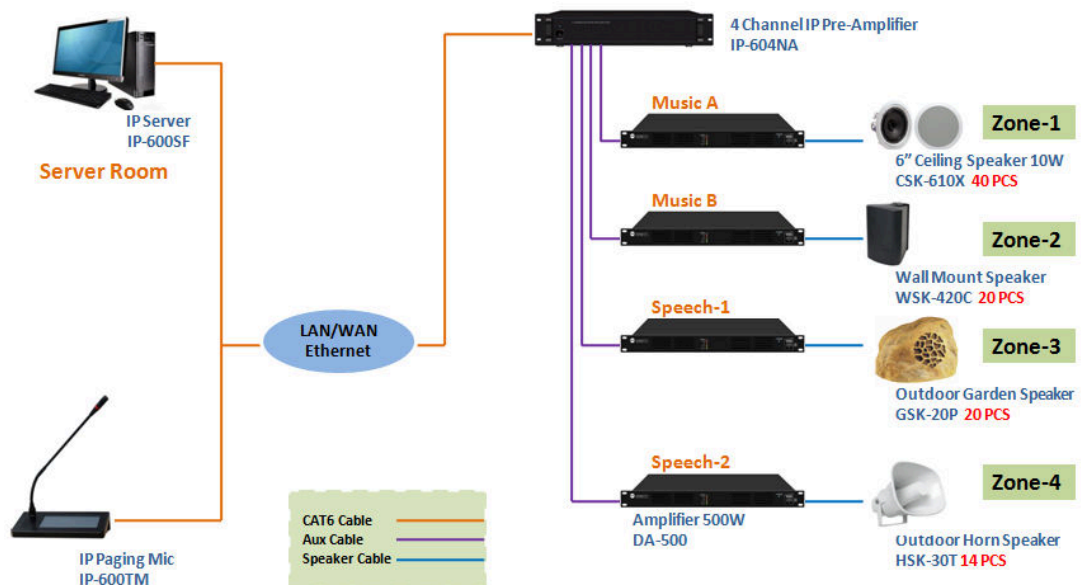 4 Channel IP Pre-Amplifier
IP-604NA
IP Server
IP-600SF
Server Room
Music A
Zone-1
6” Ceiling Speaker 10W
CSK-610X 40 PCS
Music B
Zone-2
Wall Mount Speaker
WSK-420C 20 PCS
LAN/WAN
Ethernet
Speech-1
Zone-3
Outdoor Garden Speaker
GSK-20P 20 PCS
Speech-2
Zone-4
Amplifier 500W
DA-500
Outdoor Horn Speaker
HSK-30T 14 PCS
CAT6 Cable
Aux Cable
Speaker Cable
IP Paging Mic
IP-600TM